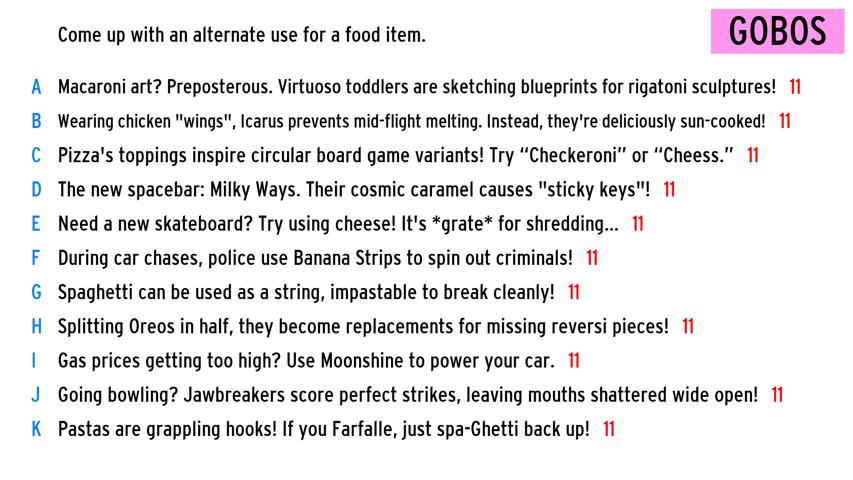 Come up with an alternate use for a food item.
GOBOS
A Macaroni art? Preposterous. Virtuoso toddlers are sketching blueprints for rigatoni sculptures! 11
B Wearing chicken "wings", Icarus prevents mid-flight melting. Instead, they're deliciously sun-cooked! 11
C Pizza's toppings inspire circular board game variants! Try “Checkeroni” or “Cheess.” 11
D The new spacebar: Milky Ways. Their cosmic caramel causes "sticky keys"! 11
E Need a new skateboard? Try using cheese! It's *grate* for shredding... 11
F During car chases, police use Banana Strips to spin out criminals! 11
G Spaghetti can be used as a string, impastable to break cleanly! 11
H Splitting Oreos in half, they become replacements for missing reversi pieces! 11
I Gas prices getting too high? Use Moonshine to power your car. 11
J Going bowling? Jawbreakers score perfect strikes, leaving mouths shattered wide open! 11
K Pastas are grappling hooks! If you Farfalle, just spa-Ghetti back up! 11